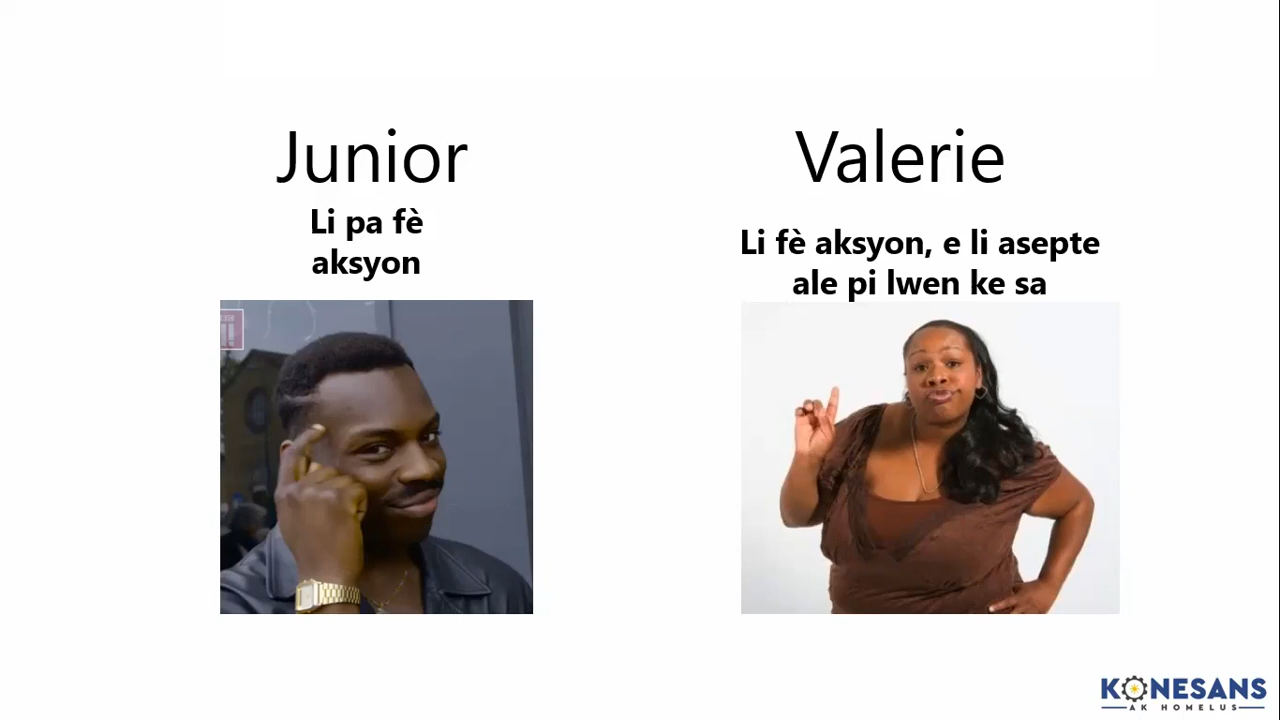 Junior
Li pa fè
aksyon
Valerie
Li fè aksyon, e li asepte
ale pi lwen ke sa
KONESANS
AK HOMELUS